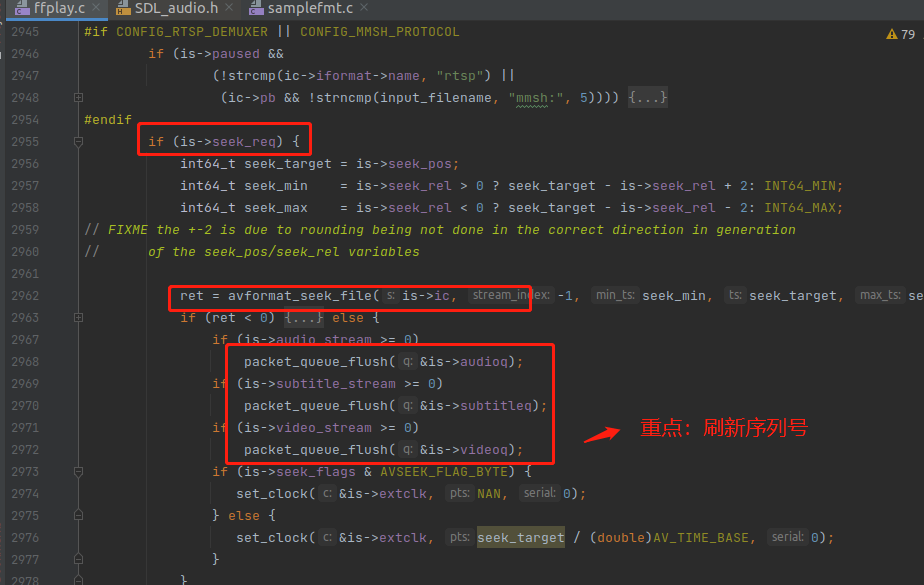 ffplay.c × SDL_audio.h × samplefmt.c ×
2945 #if CONFIG_RTSP_DEMUXER || CONFIG_MMSH_PROTOCOL 79
2946 if (is->paused &&
2947 (!strcmp(ic->iformat->name, "rtsp") ||
2948 (ic->pb && !strncmp(input_filename, "mmsh:", 5)))) {...}
2954 #endif
2955 if (is->seek_req) {
2956 int64_t seek_target = is->seek_pos;
2957 int64_t seek_min = is->seek_rel > 0 ? seek_target - is->seek_rel + 2: INT64_MIN;
2958 int64_t seek_max = is->seek_rel < 0 ? seek_target - is->seek_rel - 2: INT64_MAX;
2959 // FIXME the +-2 is due to rounding being not done in the correct direction in generation
2960 // of the seek_pos/seek_rel variables
2961
2962 ret = avformat_seek_file( s: is->ic, stream_index: -1, min_ts: seek_min, ts: seek_target, max_ts: se
2963 if (ret < 0) {...} else {
2967 if (is->audio_stream >= 0)
2968 packet_queue_flush( q: &is->audioq);
2969 if (is->subtitle_stream >= 0)
2970 packet_queue_flush( q: &is->subtitleq);
2971 if (is->video_stream >= 0) 重点：刷新序列号
2972 packet_queue_flush( q: &is->videoq);
2973 if (is->seek_flags & AVSEEK_FLAG_BYTE) {
2974 set_clock( c: &is->extclk, pts: NAN, serial: 0);
2975 } else {
2976 set_clock( c: &is->extclk, pts: seek_target / (double)AV_TIME_BASE, serial: 0);
2977 }
2978 }